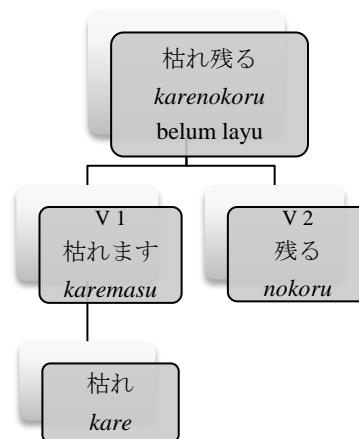 枯れ残る
karenokoru
belum layu
V 1
枯れます
karemasu
V 2
残る
nokoru
枯れ
kare